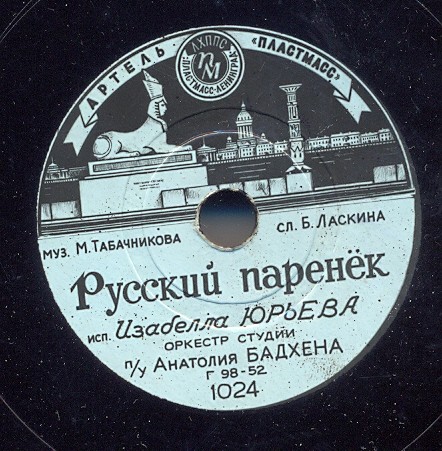 АРТЕЛЬ «ПЛАСТМАСС»
ЛХППС
ПМ
"ПЛАСТМАСС-ЛЕНИНГРАД"
муз. М. Табачникова
сл. Б. Ласкина
Русский паренёк
исп. Изабелла ЮРЬЕВА
ОРКЕСТР СТУДИИ
п/у Анатолия БАДХЕНА
Г 98-52
1024